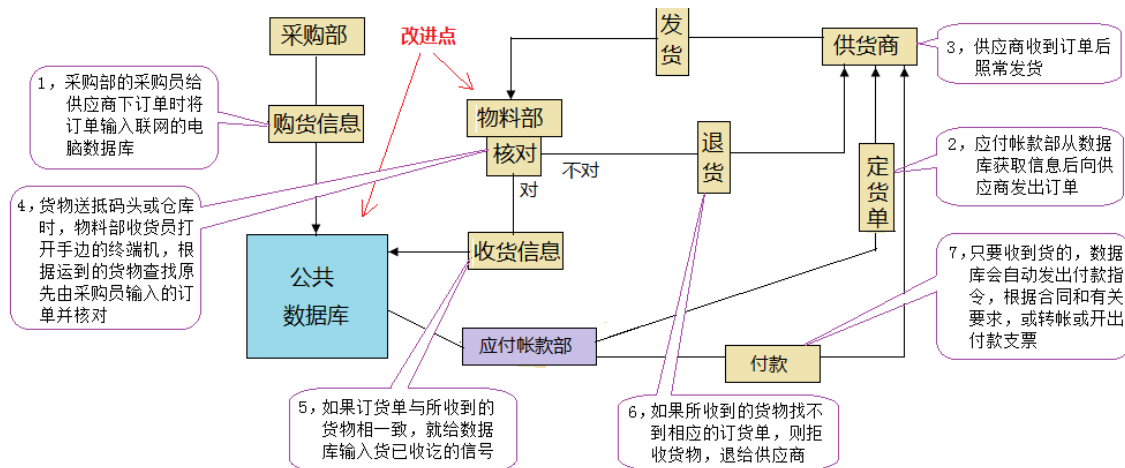 采购部
改进点
发
货
供货商
3，供应商收到订单后
照常发货
1，采购部的采购员给
供应商下订单时将
订单输入联网的电
脑数据库
购货信息
物料部
核对
不对
对
退
货
定
货
单
2，应付帐款部从数据
库获取信息后向供
应商发出订单
4，货物送抵码头或仓库
时，物料部收货员打
开手边的终端机，根
据运到的货物查找原
先由采购员输入的订
单并核对
收货信息
公共
数据库
7，只要收到货的，数据
库会自动发出付款指
令，根据合同和有关
要求，或转帐或开出
付款支票
应付帐款部
付款
5，如果订货单与所收到的
货物相一致，就给数据
库输入货已收讫的信号
6，如果所收到的货物找不
到相应的订货单，则拒
收货物，退给供应商